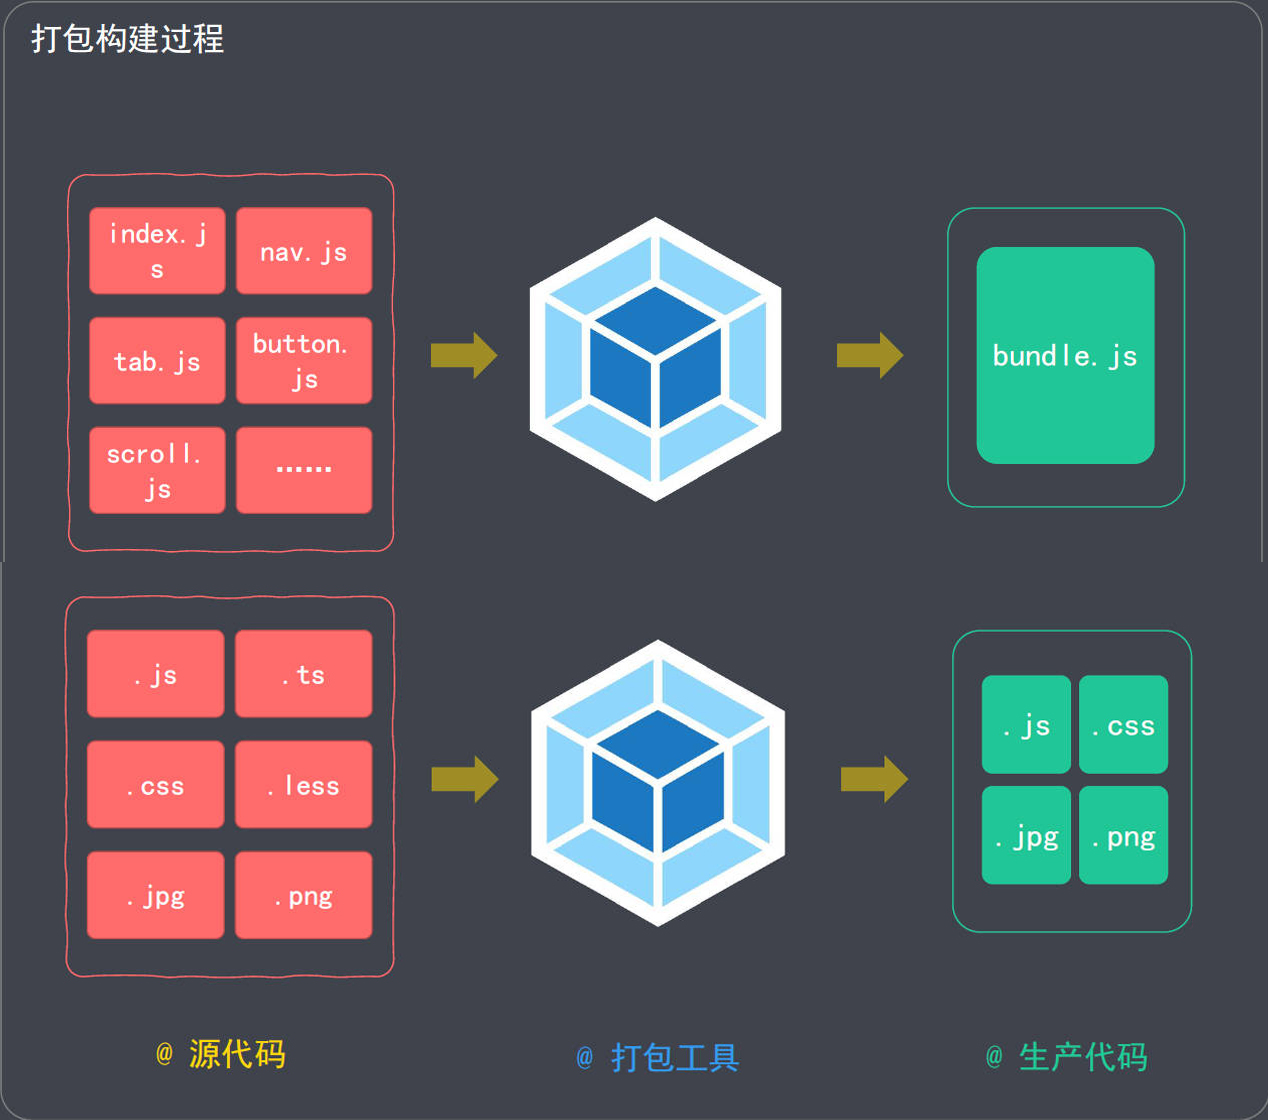 打包构建过程
index.j
s
nav.js
tab.js
button.
js
scroll.
js
......
bundle.js
.js
.ts
.css
.less
.jpg
.png
.js
.css
.jpg
.png
@ 源代码
@ 打包工具
@ 生产代码